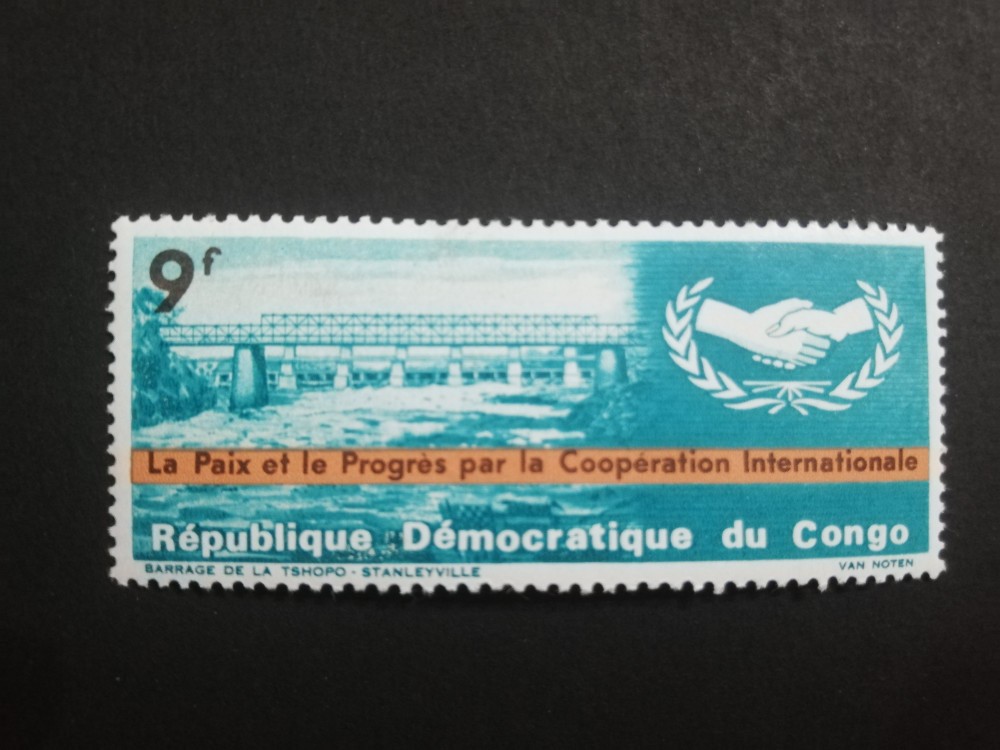 9f
La Paix et le Progrès par la Coopération Internationale
République Démocratique du Congo
BARRAGE DE LA TSHOPO - STANLEYVILLE
VAN NOTEN